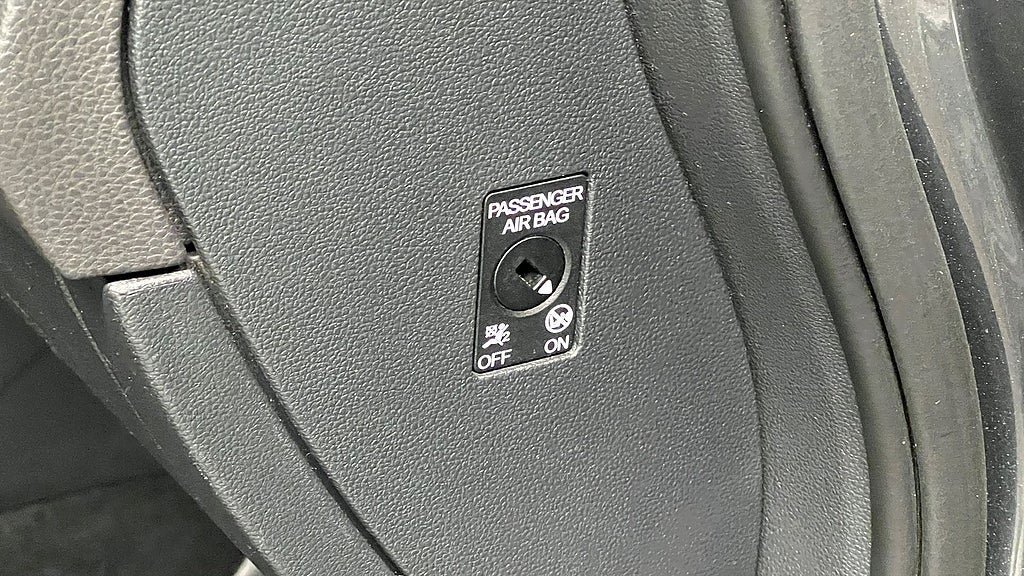 PASSENGER
AIR BAG
OFF ON